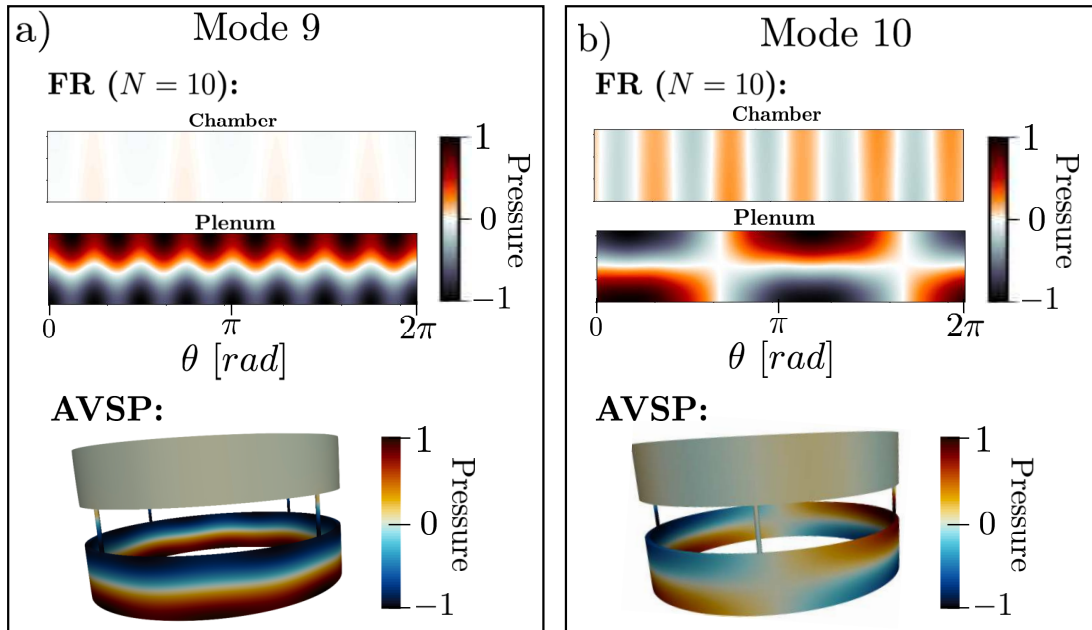 a)
Mode 9
FR (N = 10):
Chamber
1
0
−1
Pressure
Plenum
0
π
2π
θ [rad]
AVSP:
1
0
−1
Pressure
b)
Mode 10
FR (N = 10):
Chamber
1
0
−1
Pressure
Plenum
0
π
2π
θ [rad]
AVSP:
1
0
−1
Pressure